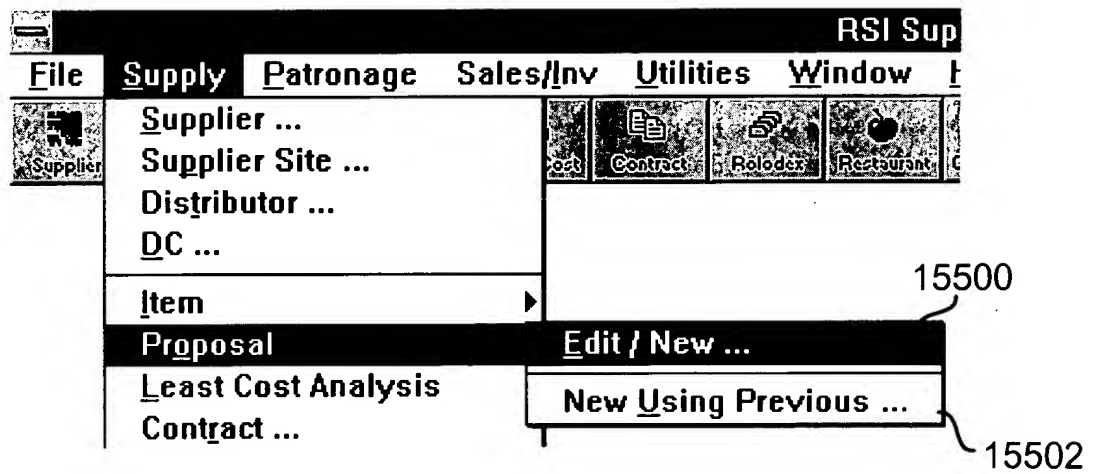 RSI Sup
File Supply Patronage Sales/Inv Utilities Window
Supplier Cost Contract Rolodex Restaurant
Supplier ...
Supplier Site ...
Distributor ...
DC ...
Item
Proposal
Least Cost Analysis
Contract ...
15500
Edit / New ...
New Using Previous ...
15502